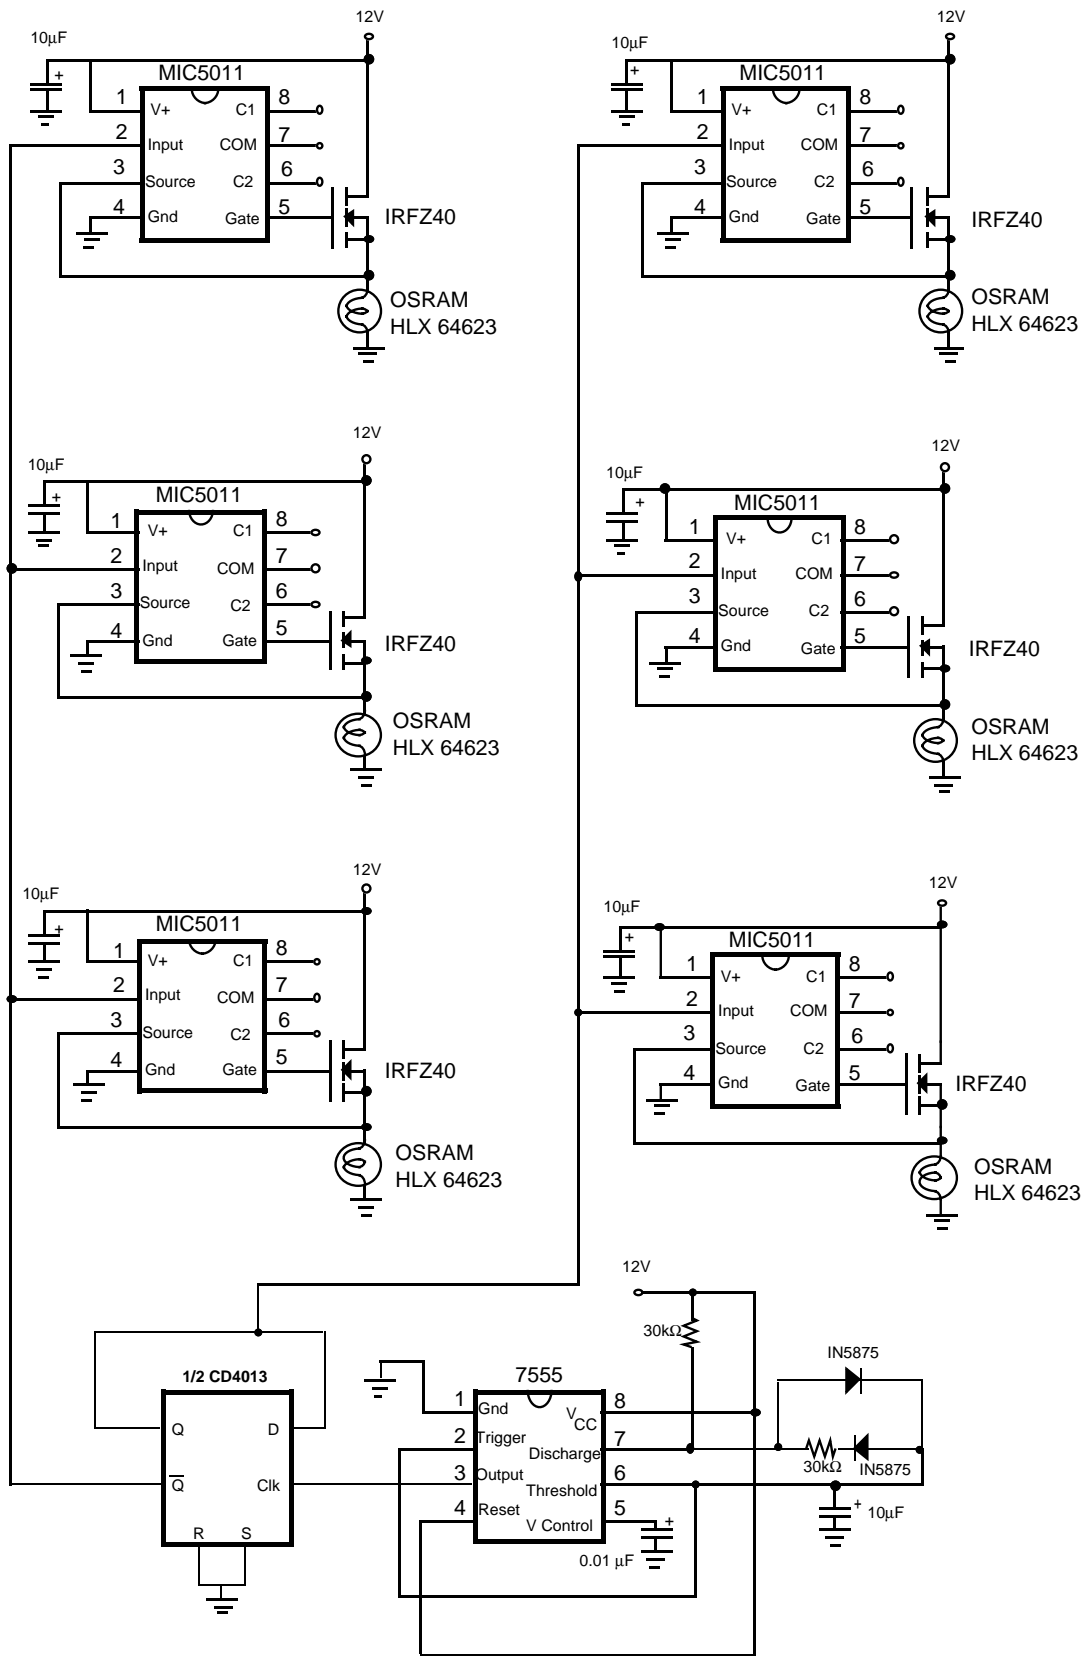 12V
10µF
+
MIC5011
1 V+ C1 8
2 Input COM 7
3 Source C2 6
4 Gnd Gate 5
IRFZ40
OSRAM
HLX 64623
12V
10µF
+
MIC5011
1 V+ C1 8
2 Input COM 7
3 Source C2 6
4 Gnd Gate 5
IRFZ40
OSRAM
HLX 64623
12V
10µF
+
MIC5011
1 V+ C1 8
2 Input COM 7
3 Source C2 6
4 Gnd Gate 5
IRFZ40
OSRAM
HLX 64623
12V
10µF
+
MIC5011
1 V+ C1 8
2 Input COM 7
3 Source C2 6
4 Gnd Gate 5
IRFZ40
OSRAM
HLX 64623
12V
10µF
+
MIC5011
1 V+ C1 8
2 Input COM 7
3 Source C2 6
4 Gnd Gate 5
IRFZ40
OSRAM
HLX 64623
12V
10µF
+
MIC5011
1 V+ C1 8
2 Input COM 7
3 Source C2 6
4 Gnd Gate 5
IRFZ40
OSRAM
HLX 64623
1/2 CD4013
Q D
Q̅ Clk
R S
12V
30kΩ
7555
1 Gnd VCC 8
2 Trigger Discharge 7
3 Output Threshold 6
4 Reset V Control 5
+
0.01 µF
IN5875
30kΩ
IN5875
+ 10µF